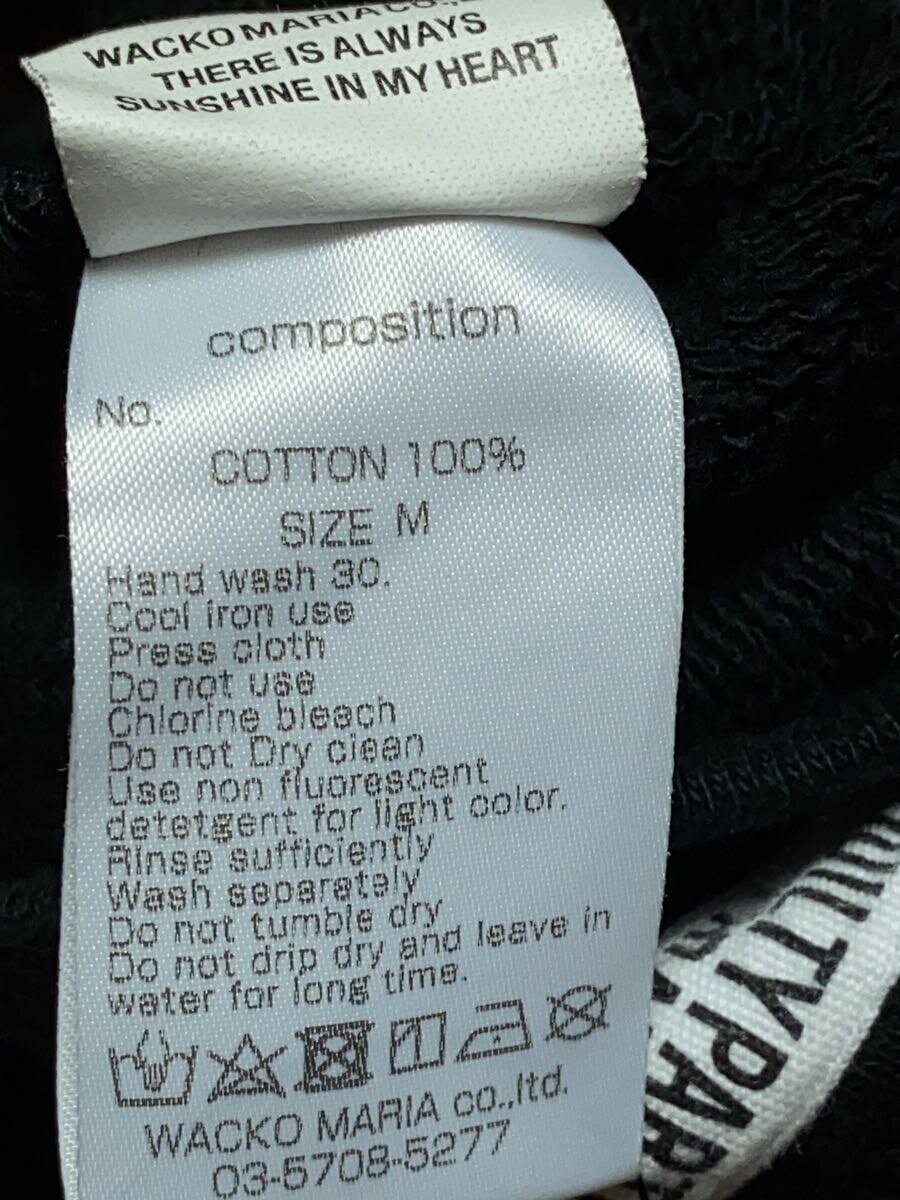 WACKO MARIA CO.,
THERE IS ALWAYS
SUNSHINE IN MY HEART
composition
No.
COTTON 100%
SIZE M
Hand wash 30.
Cool iron use
Press cloth
Do not use
Chlorine bleach
Do not Dry clean
Use non fluorescent
detetgent for light color.
Rinse sufficiently
Wash separately
Do not tumble dry
Do not drip dry and leave in
water for long time.
WACKO MARIA co.,ltd.
03-5708-5277
UILTYPAR